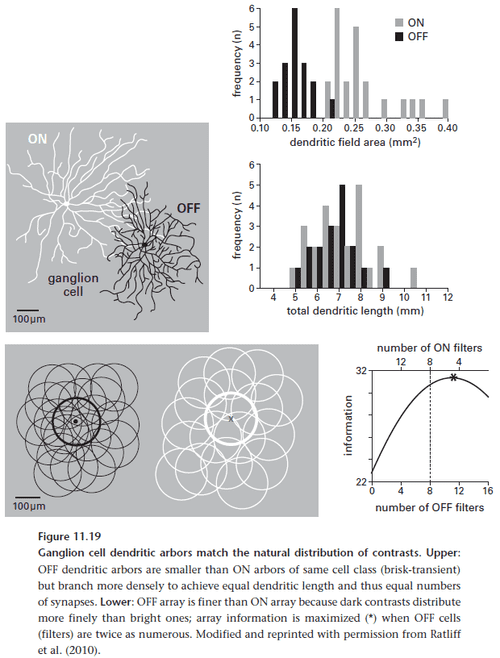 frequency (n)
6
5
4
3
2
1
0
ON
OFF
0.10 0.15 0.20 0.25 0.30 0.35 0.40
dendritic field area (mm²)
ON
OFF
ganglion
cell
100µm
frequency (n)
6
5
4
3
2
1
0
4 5 6 7 8 9 10 11 12
total dendritic length (mm)
100µm
number of ON filters
12 8 4
32
information
22
0 4 8 12 16
number of OFF filters
Figure 11.19
Ganglion cell dendritic arbors match the natural distribution of contrasts. Upper:
OFF dendritic arbors are smaller than ON arbors of same cell class (brisk-transient)
but branch more densely to achieve equal dendritic length and thus equal numbers
of synapses. Lower: OFF array is finer than ON array because dark contrasts distribute
more finely than bright ones; array information is maximized (*) when OFF cells
(filters) are twice as numerous. Modified and reprinted with permission from Ratliff
et al. (2010).